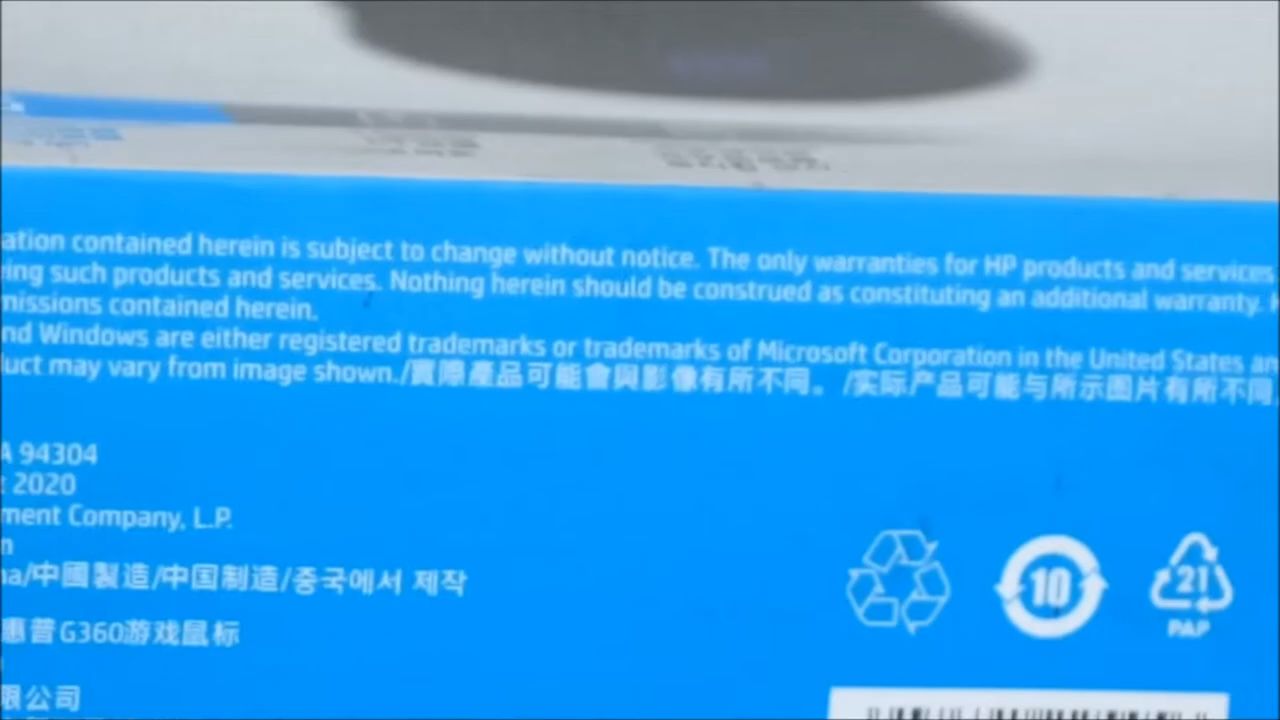 ation contained herein is subject to change without notice. The only warranties for HP products and services
ing such products and services. Nothing herein should be construed as constituting an additional warranty. H
missions contained herein.
nd Windows are either registered trademarks or trademarks of Microsoft Corporation in the United States an
uct may vary from image shown./實際產品可能會與影像有所不同。 /实际产品可能与所示图片有所不同
A 94304
2020
ment Company, L.P.
na/中國製造/中国制造/중국에서 제작
惠普G360游戏鼠标
限公司
10
21
PAP